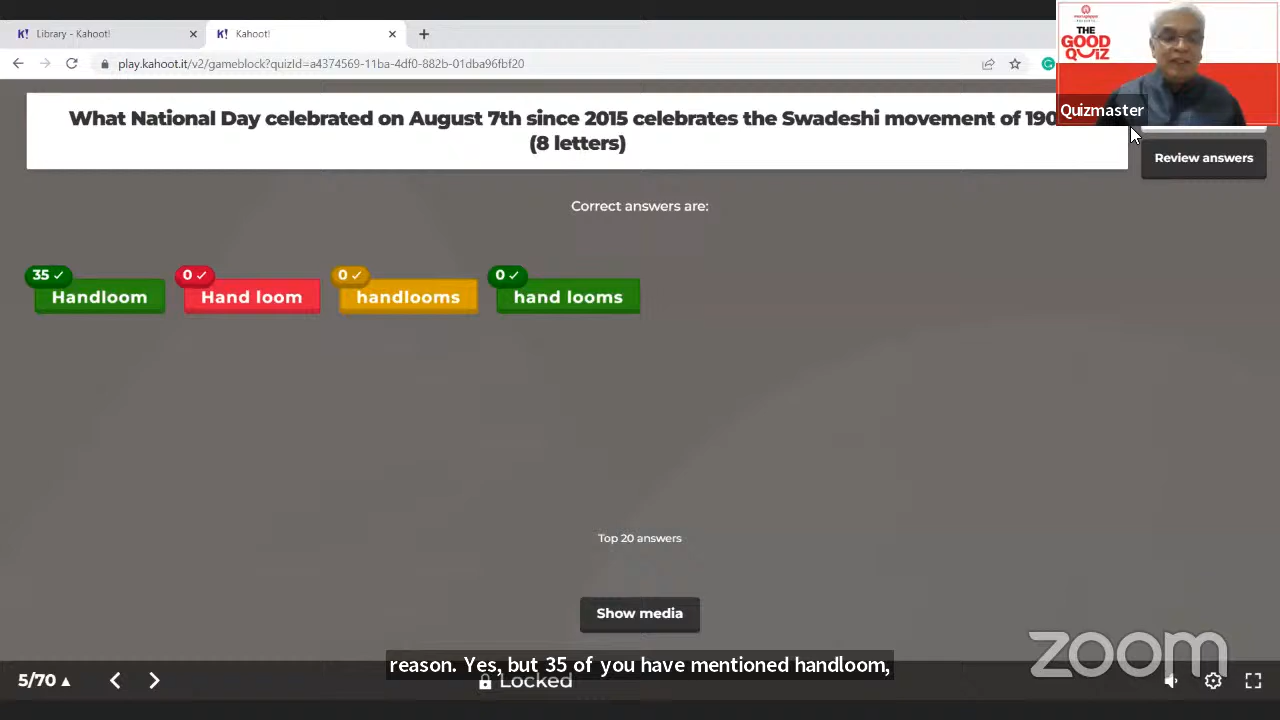 Library - Kahoot!
Kahoot!
play.kahoot.it/v2/gameblock?quizId=a4374569-11ba-4df0-882b-01dba96fbf20
THE
GOOD
QUIZ
Quizmaster
What National Day celebrated on August 7th since 2015 celebrates the Swadeshi movement of 190
(8 letters)
Review answers
Correct answers are:
35 0 0 0
Handloom Hand loom handlooms hand looms
Top 20 answers
Show media
reason. Yes, but 35 of you have mentioned handloom,
5/70
Locked
zoom